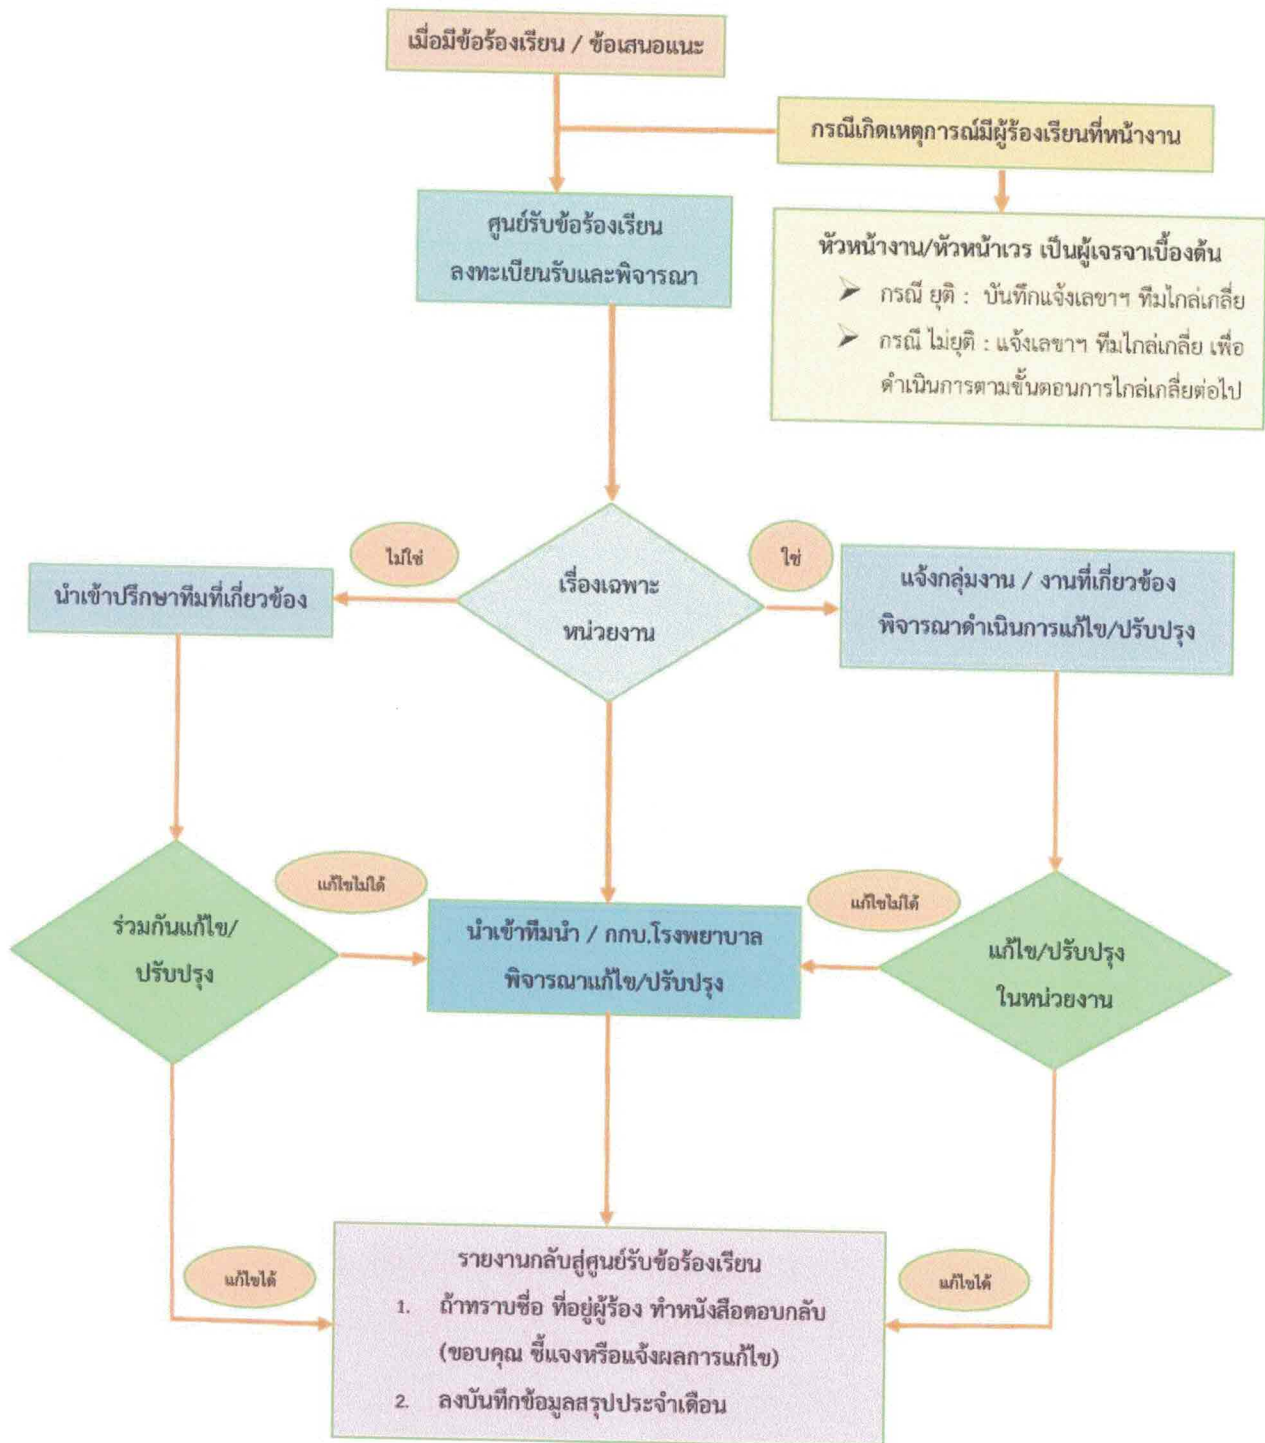 เมื่อมีข้อร้องเรียน / ข้อเสนอแนะ
กรณีเกิดเหตุการณ์มีผู้ร้องเรียนที่หน้างาน
ศูนย์รับข้อร้องเรียน
ลงทะเบียนรับและพิจารณา
หัวหน้างาน/หัวหน้าเวร เป็นผู้เจรจาเบื้องต้น
➢ กรณี ยุติ : บันทึกแจ้งเลขาฯ ทีมไกล่เกลี่ย
➢ กรณี ไม่ยุติ : แจ้งเลขาฯ ทีมไกล่เกลี่ย เพื่อ
ดำเนินการตามขั้นตอนการไกล่เกลี่ยต่อไป
ไม่ใช่
ใช่
นำเข้าปรึกษาทีมที่เกี่ยวข้อง
เรื่องเฉพาะ
หน่วยงาน
แจ้งกลุ่มงาน / งานที่เกี่ยวข้อง
พิจารณาดำเนินการแก้ไข/ปรับปรุง
แก้ไขไม่ได้
แก้ไขไม่ได้
ร่วมกันแก้ไข/
ปรับปรุง
นำเข้าทีมนำ / กกบ.โรงพยาบาล
พิจารณาแก้ไข/ปรับปรุง
แก้ไข/ปรับปรุง
ในหน่วยงาน
แก้ไขได้
แก้ไขได้
รายงานกลับสู่ศูนย์รับข้อร้องเรียน
1. ถ้าทราบชื่อ ที่อยู่ผู้ร้อง ทำหนังสือตอบกลับ
(ขอบคุณ ชี้แจงหรือแจ้งผลการแก้ไข)
2. ลงบันทึกข้อมูลสรุปประจำเดือน